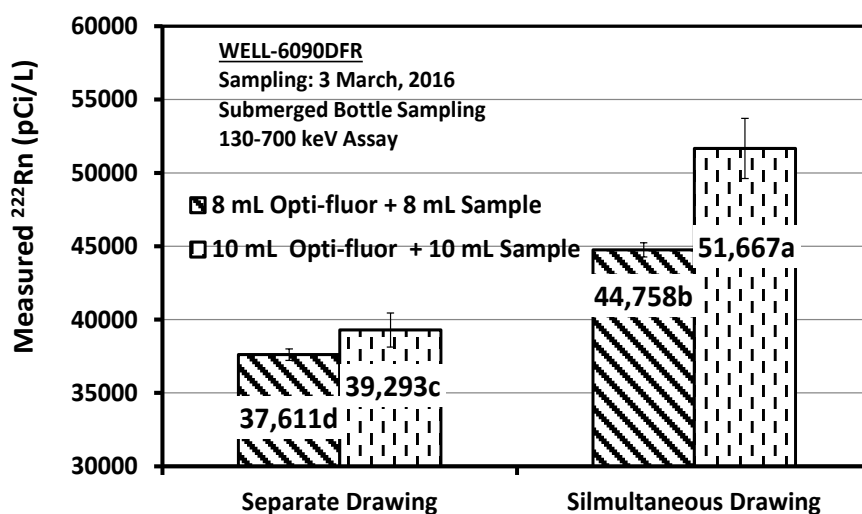 Measured ²²²Rn (pCi/L)
60000
55000
50000
45000
40000
35000
30000
WELL-6090DFR
Sampling: 3 March, 2016
Submerged Bottle Sampling
130-700 keV Assay
8 mL Opti-fluor + 8 mL Sample
10 mL Opti-fluor + 10 mL Sample
37,611d
39,293c
44,758b
51,667a
Separate Drawing
Silmultaneous Drawing